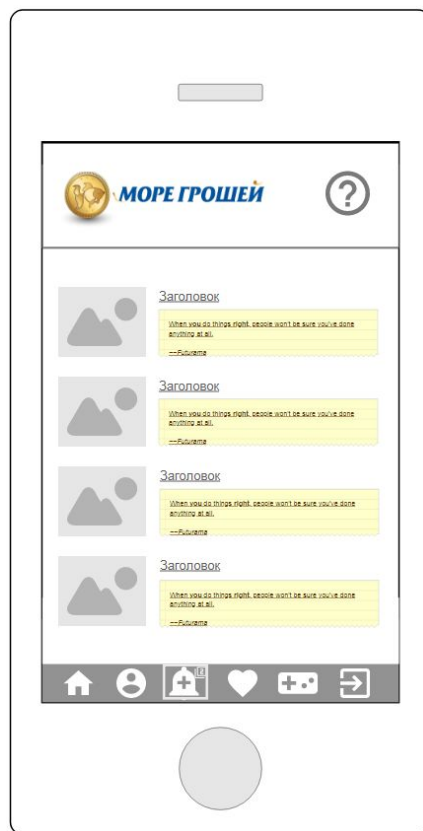 МОРЕ ГРОШЕЙ
?
Заголовок
When you do things right, people won't be sure you've done
anything at all.
--Futurama
Заголовок
When you do things right, people won't be sure you've done
anything at all.
--Futurama
Заголовок
When you do things right, people won't be sure you've done
anything at all.
--Futurama
Заголовок
When you do things right, people won't be sure you've done
anything at all.
--Futurama